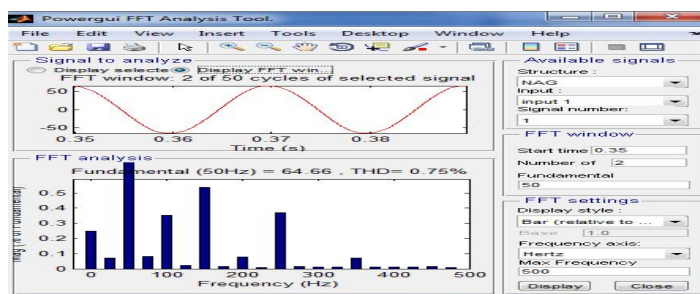 Powergui FFT Analysis Tool.
File Edit View Insert Tools Desktop Window Help
Signal to analyze
Display selecte Display FFT win...
FFT window: 2 of 50 cycles of selected signal
50
0
-50
0.35 0.36 0.37 0.38
Time (s)
FFT analysis
Fundamental (50Hz) = 64.66 , THD= 0.75%
Mag (% of Fundamental)
0.5
0.4
0.3
0.2
0.1
0
0 100 200 300 400 500
Frequency (Hz)
Available signals
Structure :
NAG
Input :
input 1
Signal number:
1
FFT window
Start time 0.35
Number of 2
Fundamental
50
FFT settings
Display style :
Bar (relative to ...
Base 1.0
Frequency axis:
Hertz
Max Frequency
500
Display Close